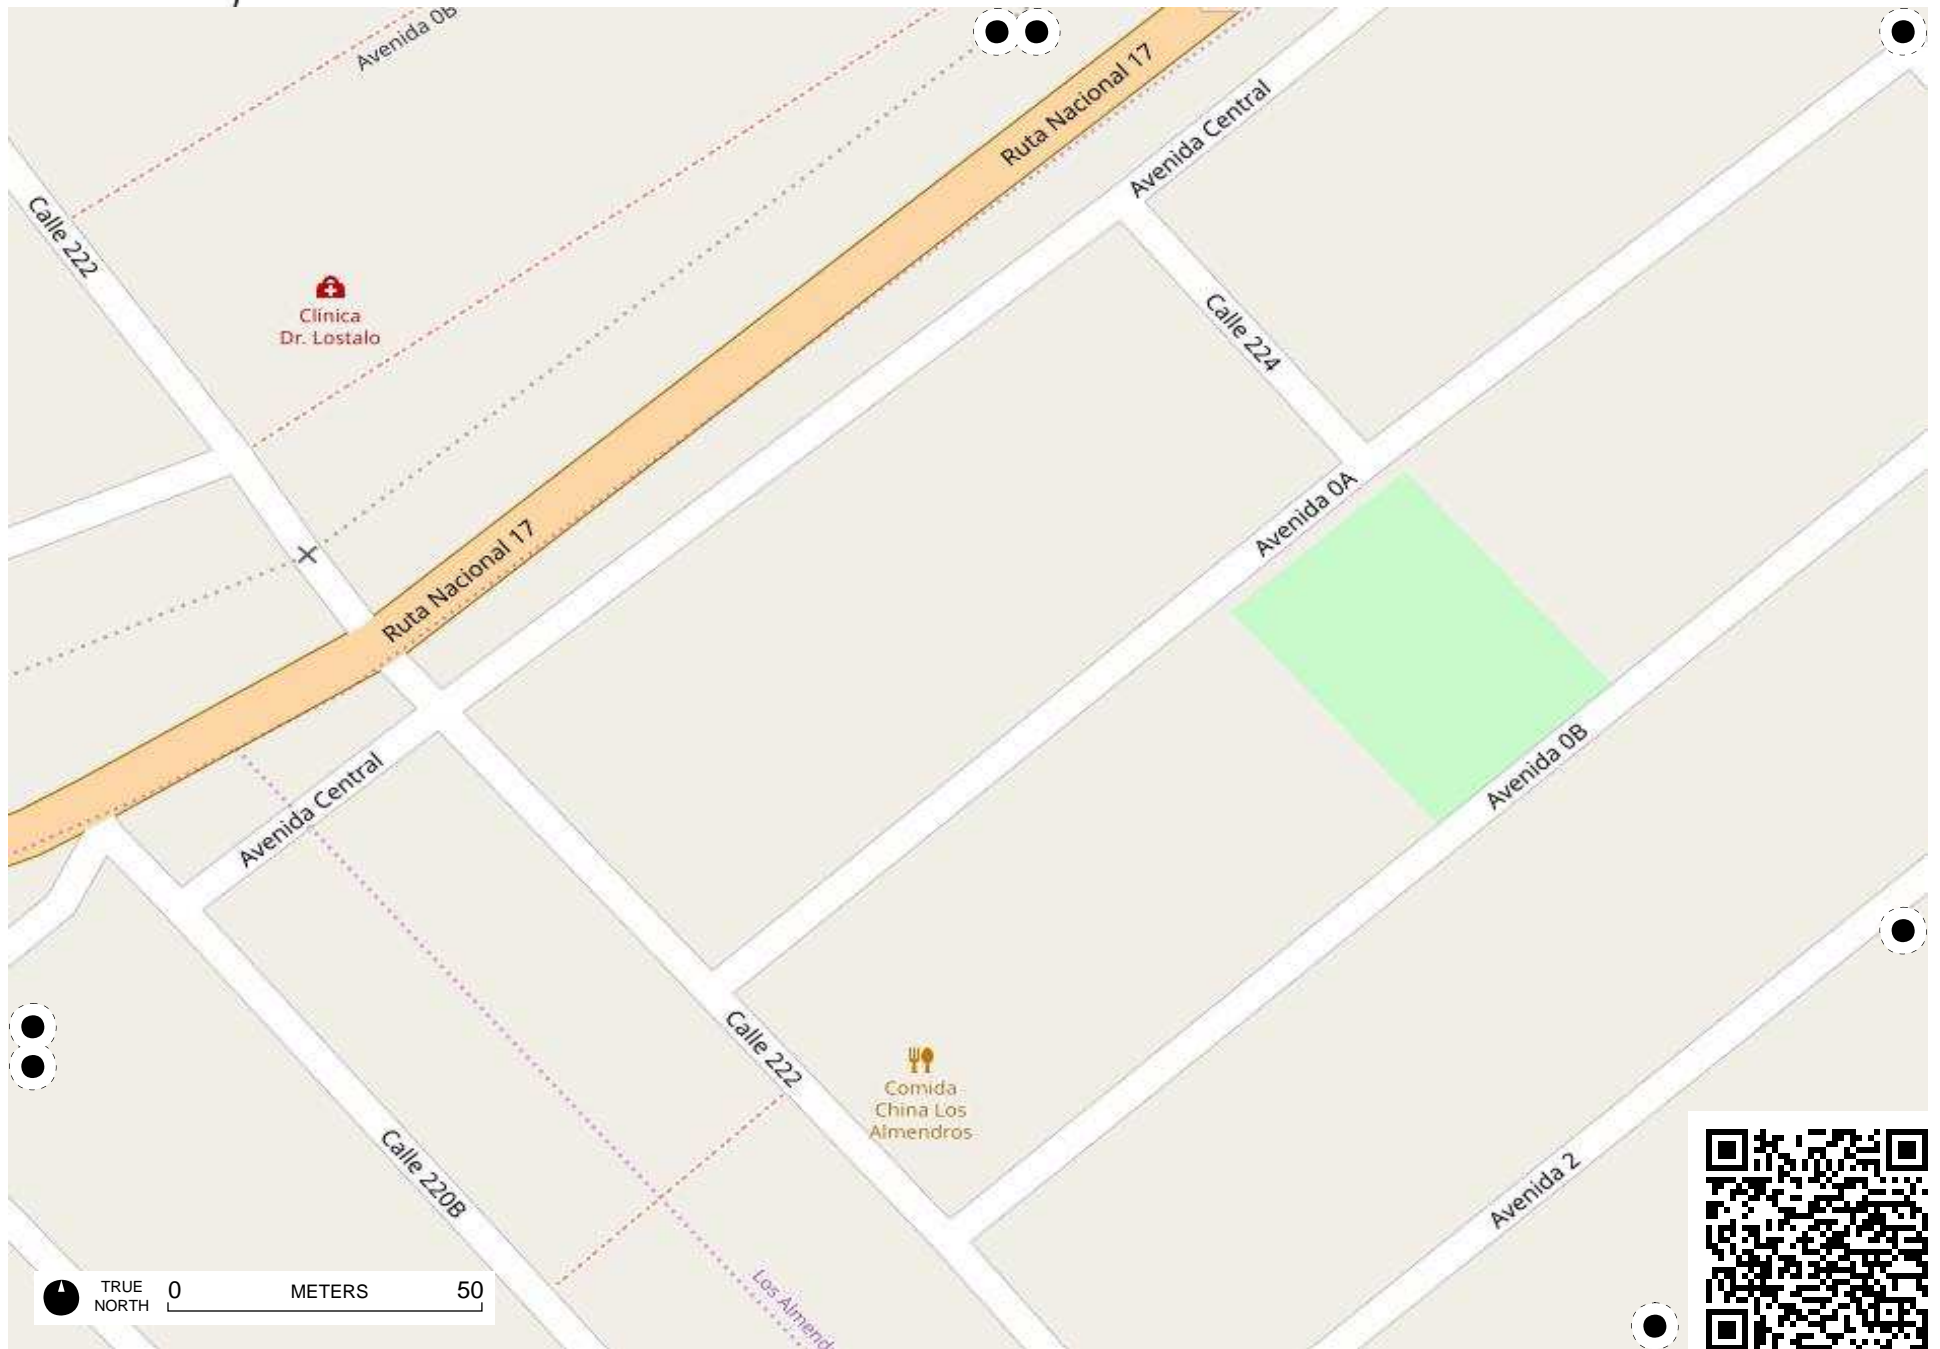 Avenida 0B
Ruta Nacional 17
Avenida Central
Calle 222
Clínica
Dr. Lostalo
Calle 224
Avenida 0A
Ruta Nacional 17
Avenida Central
Avenida 0B
Calle 222
Comida
China Los
Almendros
Calle 220B
Avenida 2
Los Almend
TRUE
NORTH
0 METERS 50